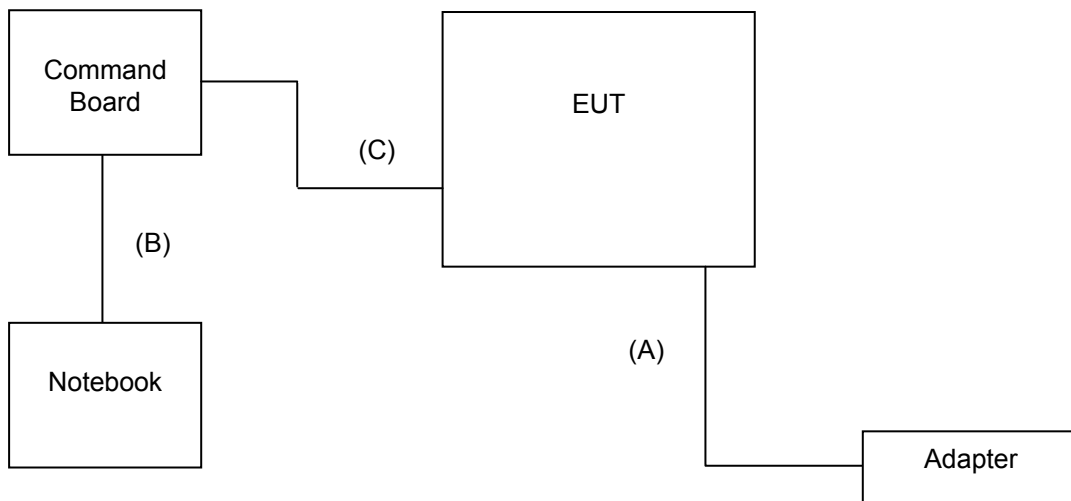 Command
Board
EUT
(C)
(B)
(A)
Notebook
Adapter